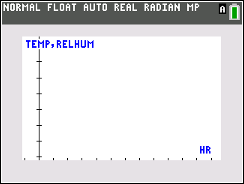 NORMAL FLOAT AUTO REAL RADIAN MP A
TEMP,RELHUM
HR